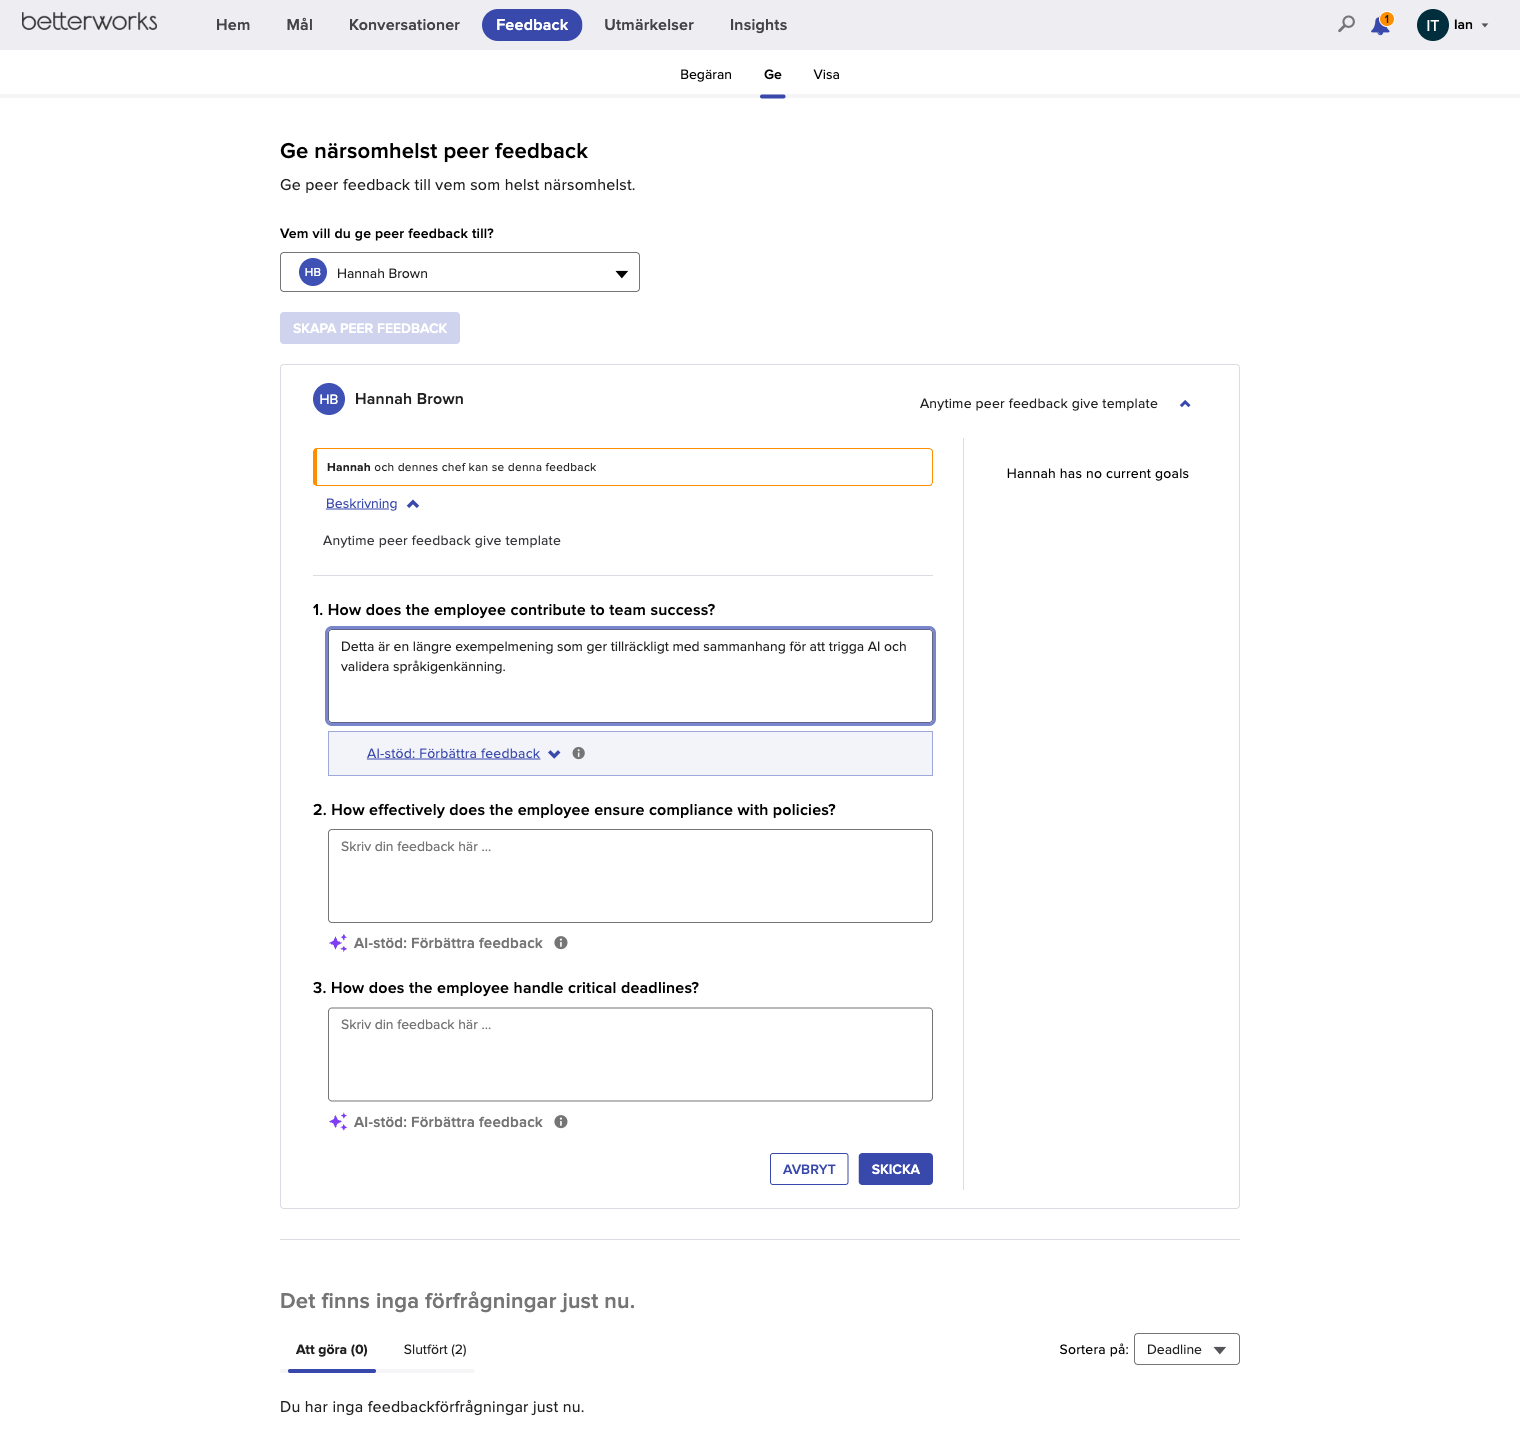 betterworks
Hem
Mål
Konversationer
Feedback
Utmärkelser
Insights
1
IT
Ian
Begäran
Ge
Visa
Ge närsomhelst peer feedback
Ge peer feedback till vem som helst närsomhelst.
Vem vill du ge peer feedback till?
HB Hannah Brown
SKAPA PEER FEEDBACK
HB Hannah Brown
Anytime peer feedback give template
Hannah och dennes chef kan se denna feedback
Hannah has no current goals
Beskrivning
Anytime peer feedback give template
1. How does the employee contribute to team success?
Detta är en längre exempelmening som ger tillräckligt med sammanhang för att trigga AI och
validera språkigenkänning.
AI-stöd: Förbättra feedback
2. How effectively does the employee ensure compliance with policies?
Skriv din feedback här ...
AI-stöd: Förbättra feedback
3. How does the employee handle critical deadlines?
Skriv din feedback här ...
AI-stöd: Förbättra feedback
AVBRYT
SKICKA
Det finns inga förfrågningar just nu.
Att göra (0)
Slutfört (2)
Sortera på:
Deadline
Du har inga feedbackförfrågningar just nu.